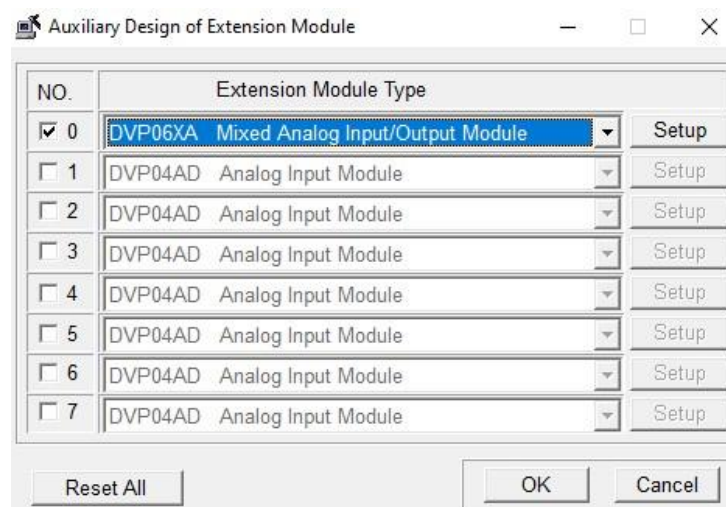 Auxiliary Design of Extension Module
NO. Extension Module Type
0 DVP06XA Mixed Analog Input/Output Module Setup
1 DVP04AD Analog Input Module Setup
2 DVP04AD Analog Input Module Setup
3 DVP04AD Analog Input Module Setup
4 DVP04AD Analog Input Module Setup
5 DVP04AD Analog Input Module Setup
6 DVP04AD Analog Input Module Setup
7 DVP04AD Analog Input Module Setup
Reset All OK Cancel